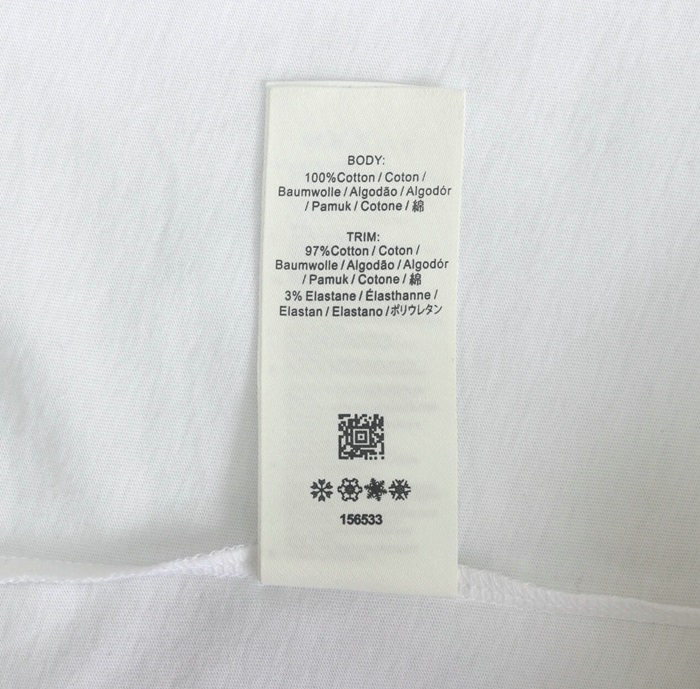 BODY:
100%Cotton / Coton /
Baumwolle / Algodão / Algodór
/ Pamuk / Cotone / 綿
TRIM:
97%Cotton / Coton /
Baumwolle / Algodão / Algodór
/ Pamuk / Cotone / 綿
3% Elastane / Élasthanne /
Elastan / Elastano /ポリウレタン
156533